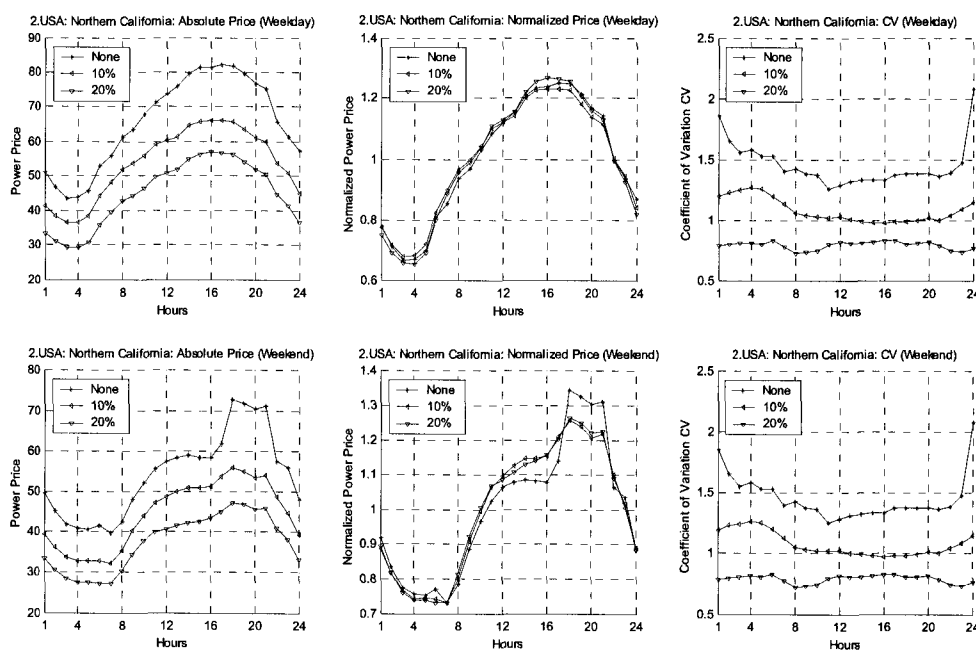 2.USA: Northern California: Absolute Price (Weekday)
90
80
70
60
50
40
30
20
Power Price
None
10%
20%
1 4 8 12 16 20 24
Hours
2.USA: Northern California: Normalized Price (Weekday)
1.4
1.2
1
0.8
0.6
Normalized Power Price
None
10%
20%
1 4 8 12 16 20 24
Hours
2.USA: Northern California: CV (Weekday)
2.5
2
1.5
1
0.5
Coefficient of Variation CV
None
10%
20%
1 4 8 12 16 20 24
Hours
2.USA: Northern California: Absolute Price (Weekend)
80
70
60
50
40
30
20
Power Price
None
10%
20%
1 4 8 12 16 20 24
Hours
2.USA: Northern California: Normalized Price (Weekend)
1.4
1.3
1.2
1.1
1
0.9
0.8
0.7
Normalized Power Price
None
10%
20%
1 4 8 12 16 20 24
Hours
2.USA: Northern California: CV (Weekend)
2.5
2
1.5
1
0.5
Coefficient of Variation CV
None
10%
20%
1 4 8 12 16 20 24
Hours